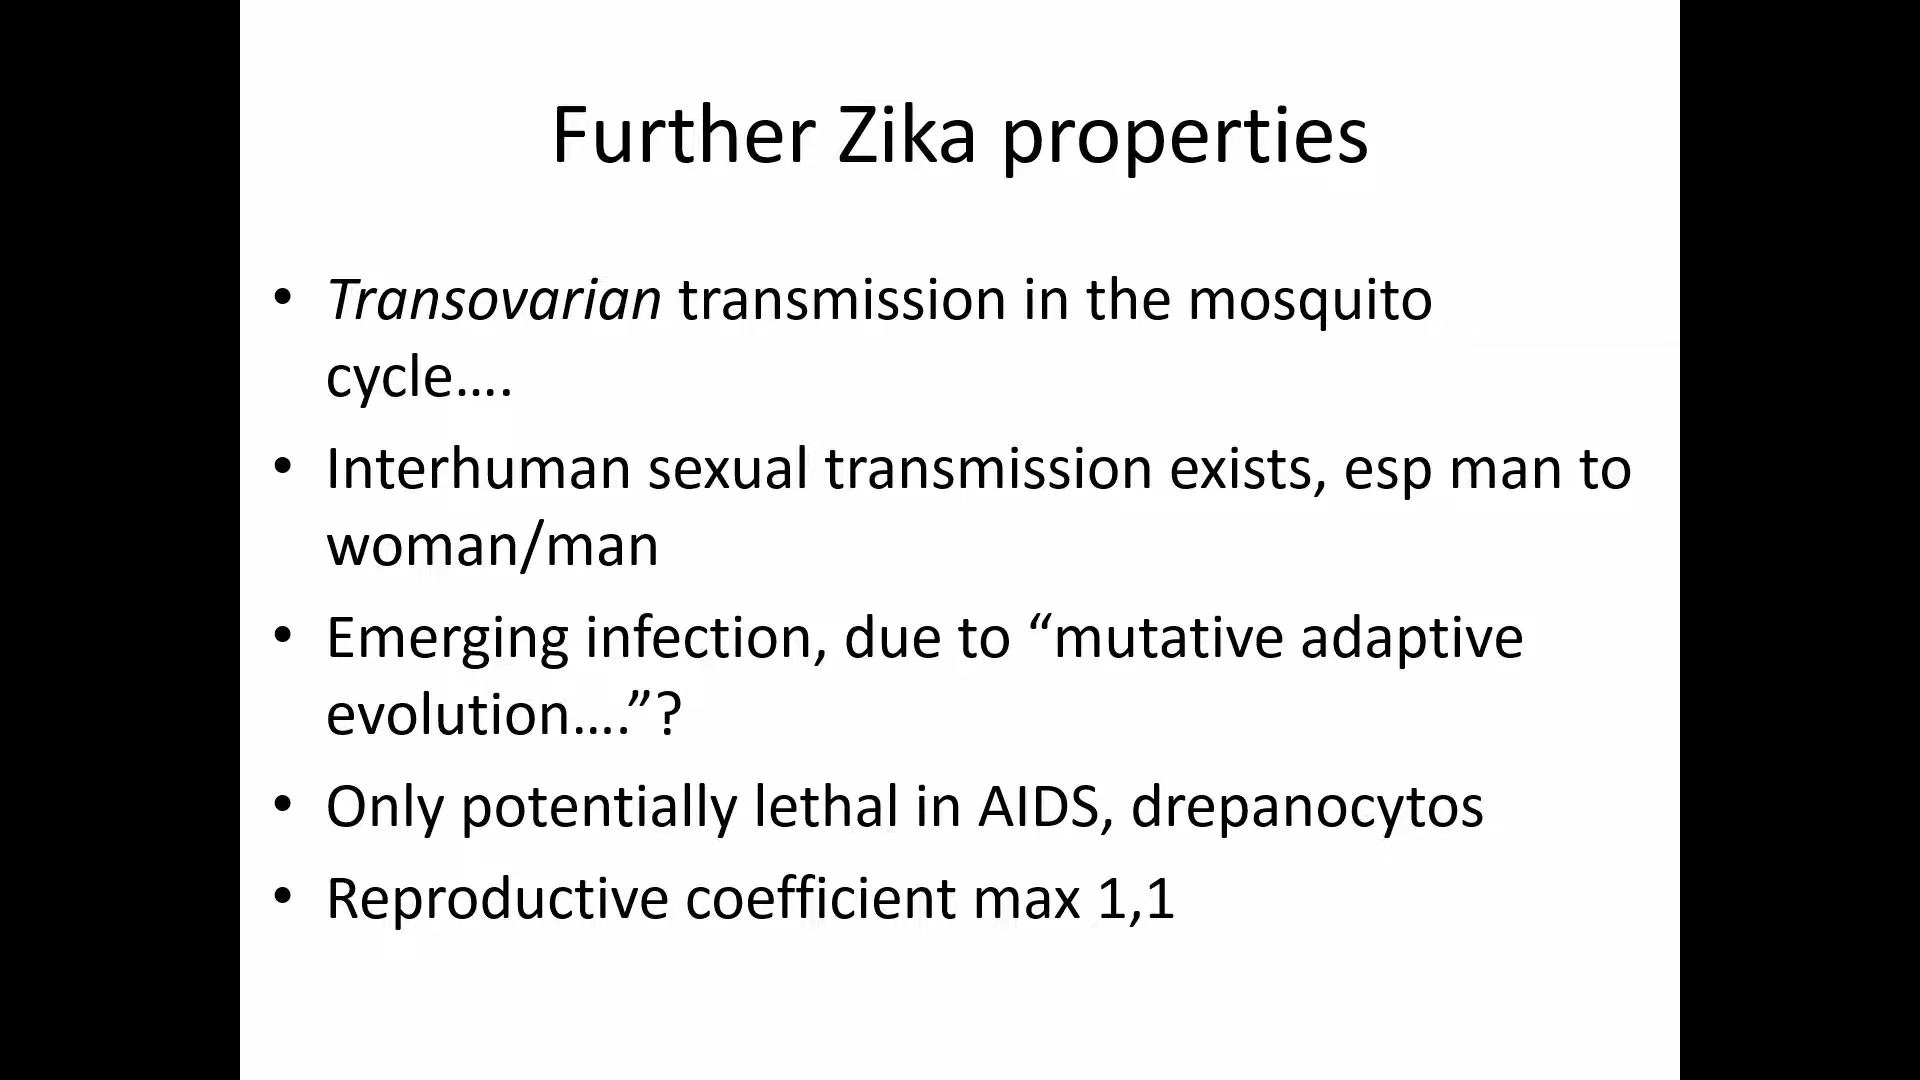 Further Zika properties
• Transovarian transmission in the mosquito
cycle….
• Interhuman sexual transmission exists, esp man to
woman/man
• Emerging infection, due to “mutative adaptive
evolution….”?
• Only potentially lethal in AIDS, drepanocytos
• Reproductive coefficient max 1,1